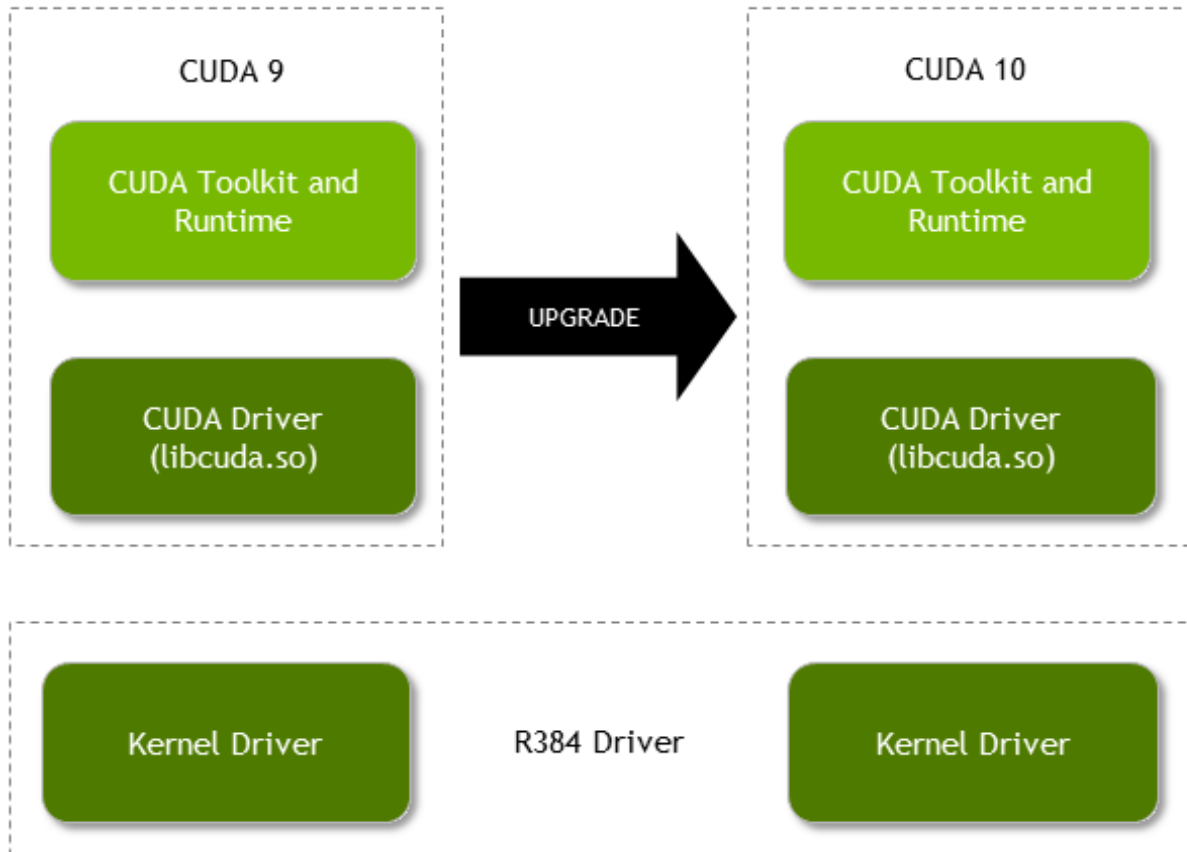 CUDA 9
CUDA Toolkit and
Runtime
CUDA Driver
(libcuda.so)
UPGRADE
CUDA 10
CUDA Toolkit and
Runtime
CUDA Driver
(libcuda.so)
Kernel Driver
R384 Driver
Kernel Driver